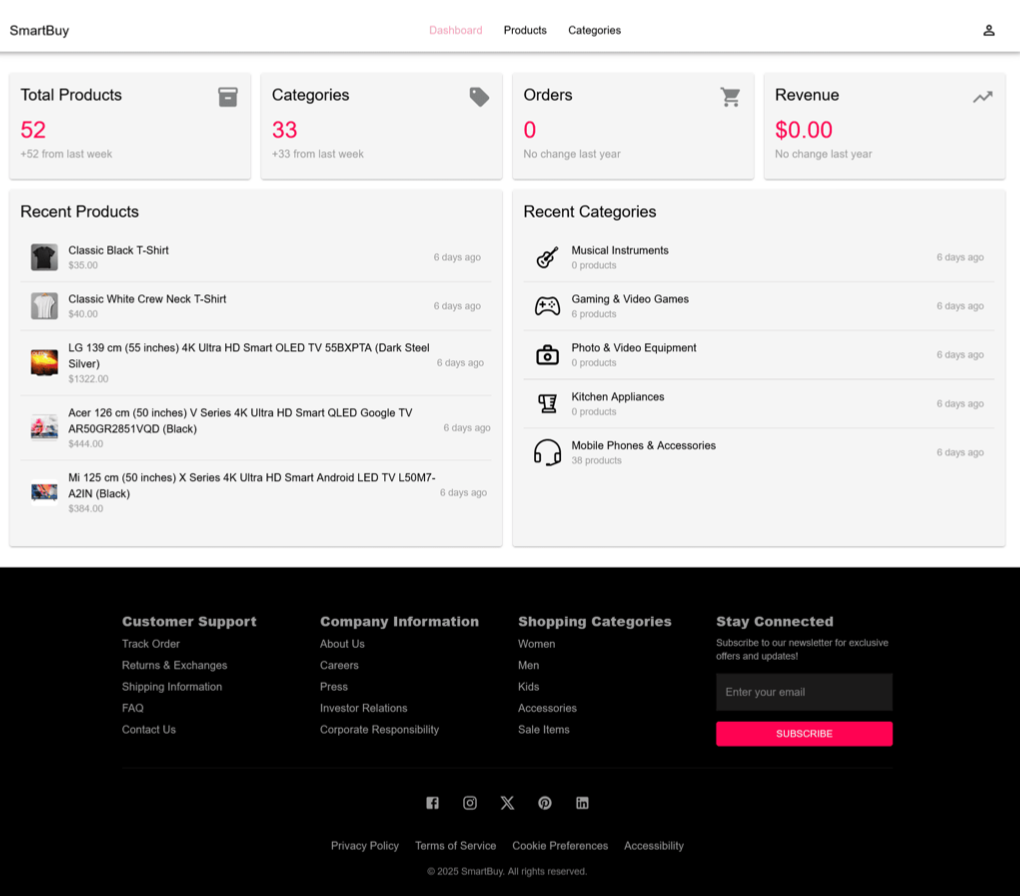 SmartBuy
Dashboard
Products
Categories
Total Products
52
+52 from last week
Categories
33
+33 from last week
Orders
0
No change last year
Revenue
$0.00
No change last year
Recent Products
Classic Black T-Shirt
$35.00
6 days ago
Classic White Crew Neck T-Shirt
$40.00
6 days ago
LG 139 cm (55 inches) 4K Ultra HD Smart OLED TV 55BXPTA (Dark Steel
Silver)
$1322.00
6 days ago
Acer 126 cm (50 inches) V Series 4K Ultra HD Smart QLED Google TV
AR50GR2851VQD (Black)
$444.00
6 days ago
Mi 125 cm (50 inches) X Series 4K Ultra HD Smart Android LED TV L50M7-
A2IN (Black)
$384.00
6 days ago
Recent Categories
Musical Instruments
0 products
6 days ago
Gaming & Video Games
6 products
6 days ago
Photo & Video Equipment
0 products
6 days ago
Kitchen Appliances
0 products
6 days ago
Mobile Phones & Accessories
38 products
6 days ago
Customer Support
Track Order
Returns & Exchanges
Shipping Information
FAQ
Contact Us
Company Information
About Us
Careers
Press
Investor Relations
Corporate Responsibility
Shopping Categories
Women
Men
Kids
Accessories
Sale Items
Stay Connected
Subscribe to our newsletter for exclusive
offers and updates!
Enter your email
SUBSCRIBE
Privacy Policy
Terms of Service
Cookie Preferences
Accessibility
© 2025 SmartBuy. All rights reserved.